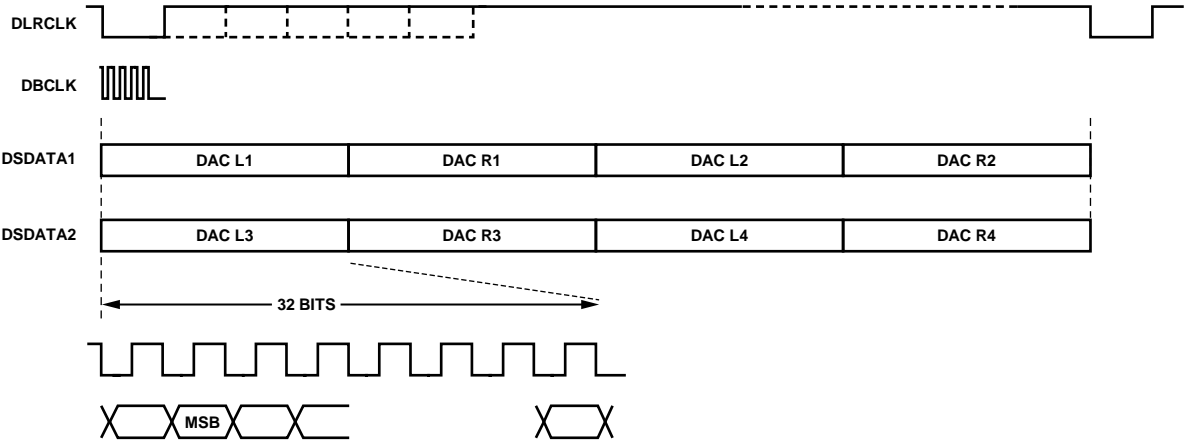 DLRCLK
DBCLK
DSDATA1 DAC L1 DAC R1 DAC L2 DAC R2
DSDATA2 DAC L3 DAC R3 DAC L4 DAC R4
32 BITS
MSB